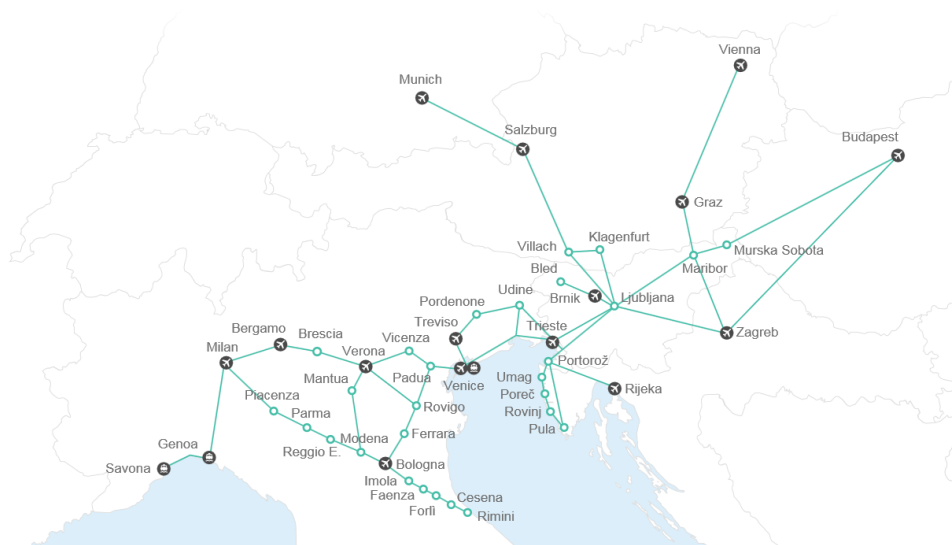 Vienna
Munich
Salzburg
Budapest
Graz
Klagenfurt
Villach
Murska Sobota
Maribor
Bled
Udine
Brnik
Ljubljana
Pordenone
Treviso
Trieste
Zagreb
Bergamo
Brescia
Vicenza
Milan
Verona
Portorož
Mantua
Padua
Venice
Umag
Rijeka
Piacenza
Poreč
Rovigo
Parma
Rovinj
Pula
Modena
Ferrara
Genoa
Reggio E.
Savona
Bologna
Imola
Faenza
Cesena
Forlì
Rimini